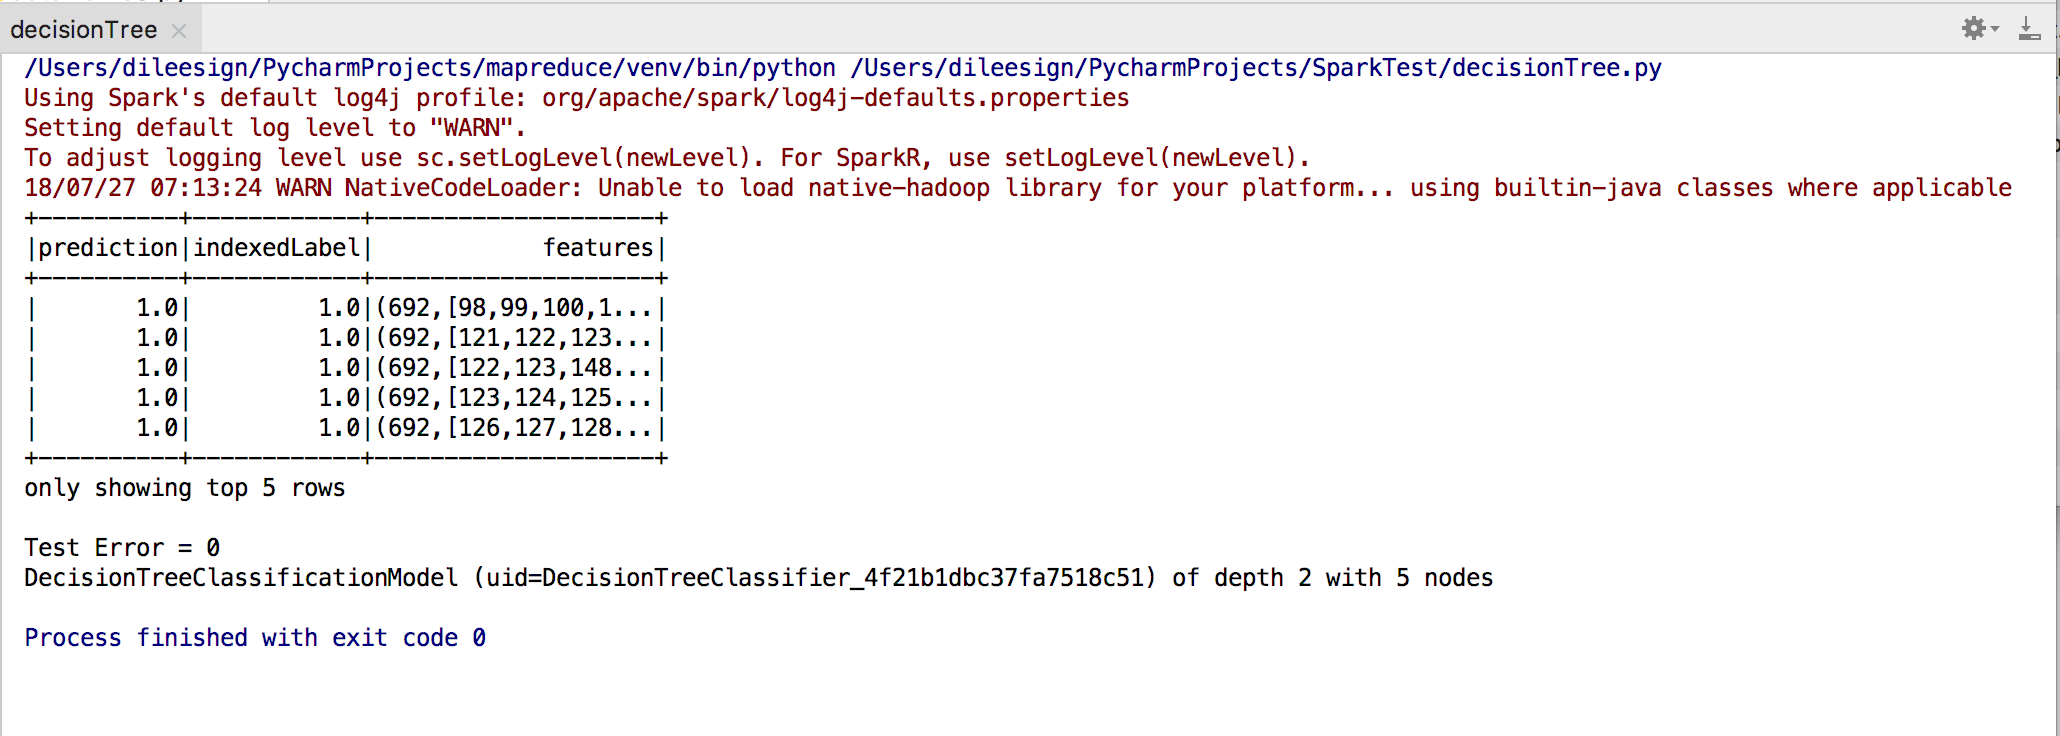 decisionTree
/Users/dileesign/PycharmProjects/mapreduce/venv/bin/python /Users/dileesign/PycharmProjects/SparkTest/decisionTree.py
Using Spark's default log4j profile: org/apache/spark/log4j-defaults.properties
Setting default log level to "WARN".
To adjust logging level use sc.setLogLevel(newLevel). For SparkR, use setLogLevel(newLevel).
18/07/27 07:13:24 WARN NativeCodeLoader: Unable to load native-hadoop library for your platform... using builtin-java classes where applicable
+----------+------------+--------------------+
|prediction|indexedLabel|            features|
+----------+------------+--------------------+
|       1.0|         1.0|(692,[98,99,100,1...|
|       1.0|         1.0|(692,[121,122,123...|
|       1.0|         1.0|(692,[122,123,148...|
|       1.0|         1.0|(692,[123,124,125...|
|       1.0|         1.0|(692,[126,127,128...|
+----------+------------+--------------------+
only showing top 5 rows
Test Error = 0
DecisionTreeClassificationModel (uid=DecisionTreeClassifier_4f21b1dbc37fa7518c51) of depth 2 with 5 nodes
Process finished with exit code 0